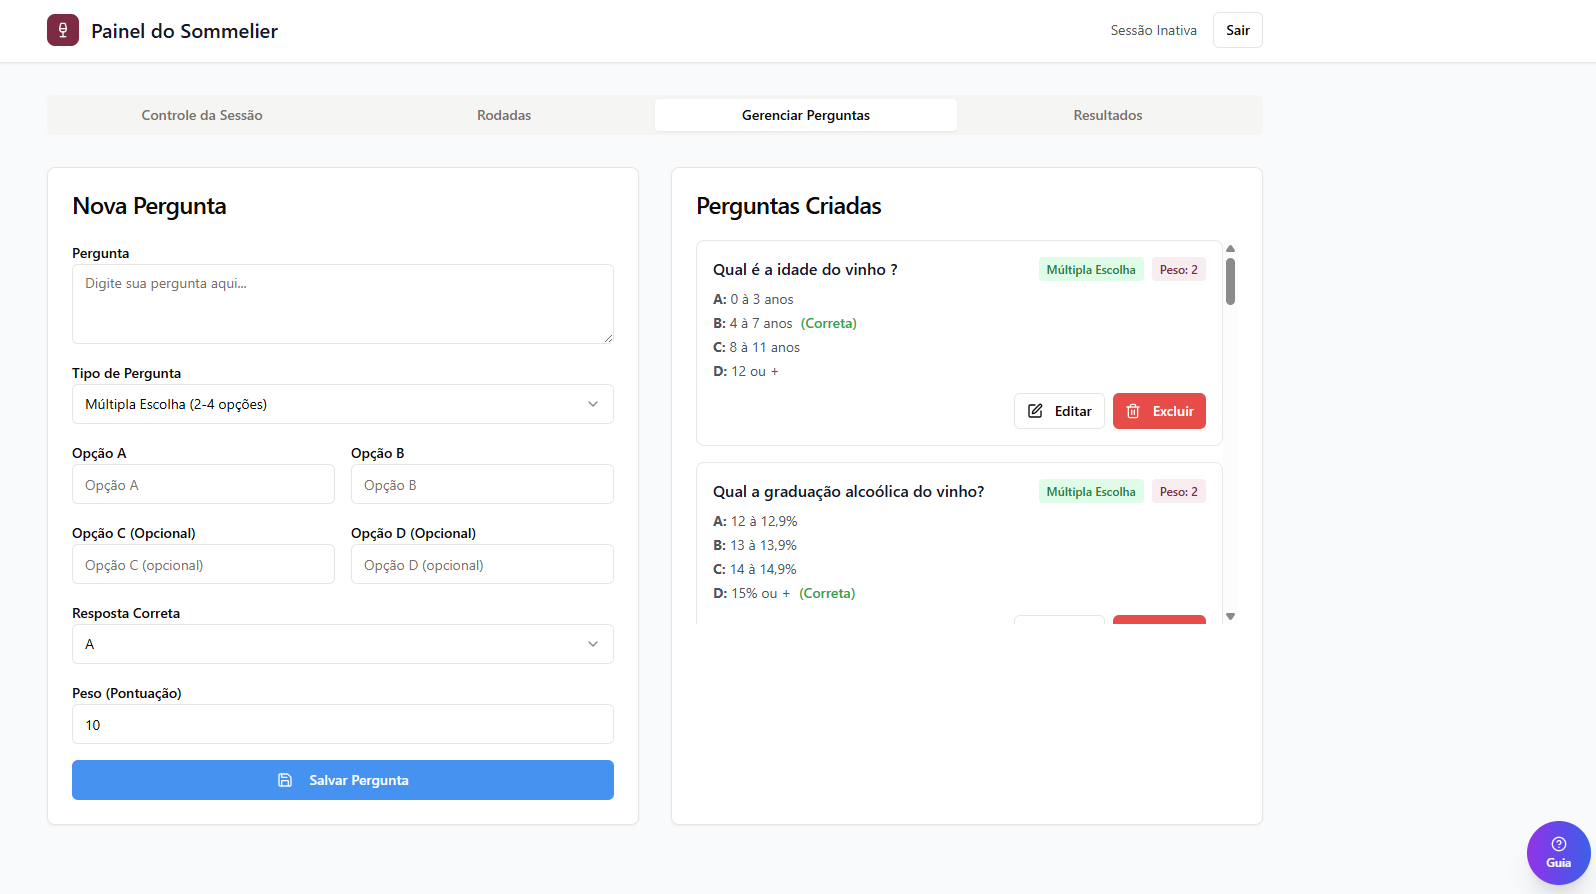 Painel do Sommelier
Sessão Inativa
Sair
Controle da Sessão
Rodadas
Gerenciar Perguntas
Resultados
Nova Pergunta
Pergunta
Digite sua pergunta aqui...
Tipo de Pergunta
Múltipla Escolha (2-4 opções)
Opção A
Opção B
Opção A
Opção B
Opção C (Opcional)
Opção D (Opcional)
Opção C (opcional)
Opção D (opcional)
Resposta Correta
A
Peso (Pontuação)
10
Salvar Pergunta
Perguntas Criadas
Qual é a idade do vinho ?
Múltipla Escolha
Peso: 2
A: 0 à 3 anos
B: 4 à 7 anos (Correta)
C: 8 à 11 anos
D: 12 ou +
Editar
Excluir
Qual a graduação alcoólica do vinho?
Múltipla Escolha
Peso: 2
A: 12 à 12,9%
B: 13 à 13,9%
C: 14 à 14,9%
D: 15% ou + (Correta)
Guia